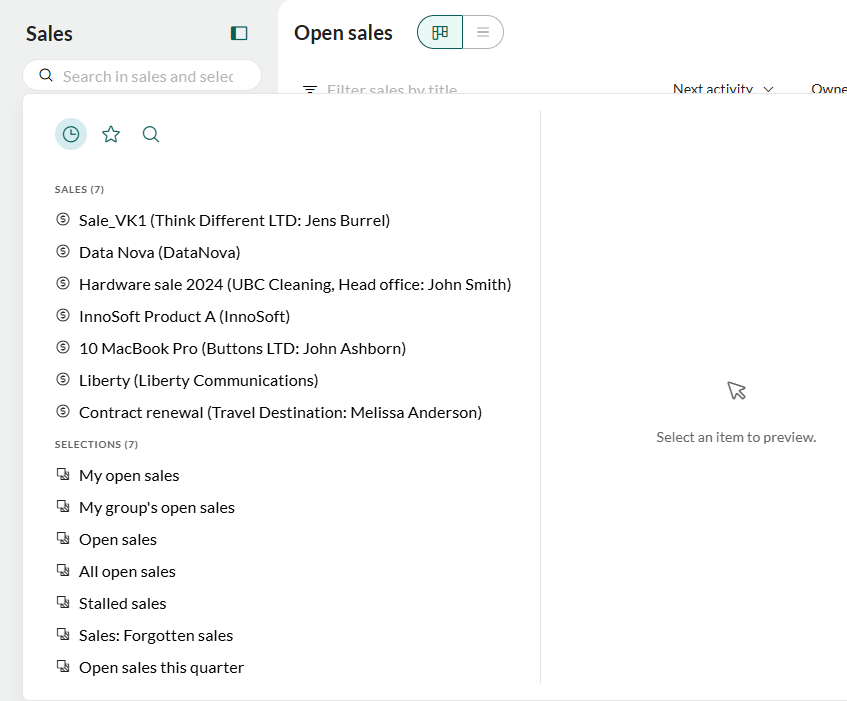 Sales
Open sales
Search in sales and selec
Filter sales by title
Next activity
Owne
SALES (7)
Sale_VK1 (Think Different LTD: Jens Burrel)
Data Nova (DataNova)
Hardware sale 2024 (UBC Cleaning, Head office: John Smith)
InnoSoft Product A (InnoSoft)
10 MacBook Pro (Buttons LTD: John Ashborn)
Liberty (Liberty Communications)
Contract renewal (Travel Destination: Melissa Anderson)
SELECTIONS (7)
My open sales
My group's open sales
Open sales
All open sales
Stalled sales
Sales: Forgotten sales
Open sales this quarter
Select an item to preview.